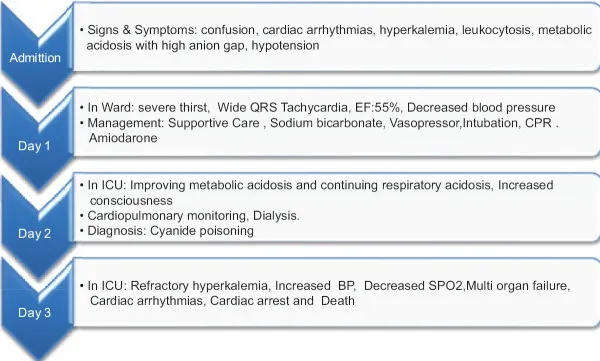 Admittion
• Signs & Symptoms: confusion, cardiac arrhythmias, hyperkalemia, leukocytosis, metabolic
acidosis with high anion gap, hypotension
Day 1
• In Ward: severe thirst, Wide QRS Tachycardia, EF:55%, Decreased blood pressure
• Management: Supportive Care , Sodium bicarbonate, Vasopressor,Intubation, CPR .
Amiodarone
Day 2
• In ICU: Improving metabolic acidosis and continuing respiratory acidosis, Increased
consciousness
• Cardiopulmonary monitoring, Dialysis.
• Diagnosis: Cyanide poisoning
Day 3
• In ICU: Refractory hyperkalemia, Increased BP, Decreased SPO2,Multi organ failure,
Cardiac arrhythmias, Cardiac arrest and Death